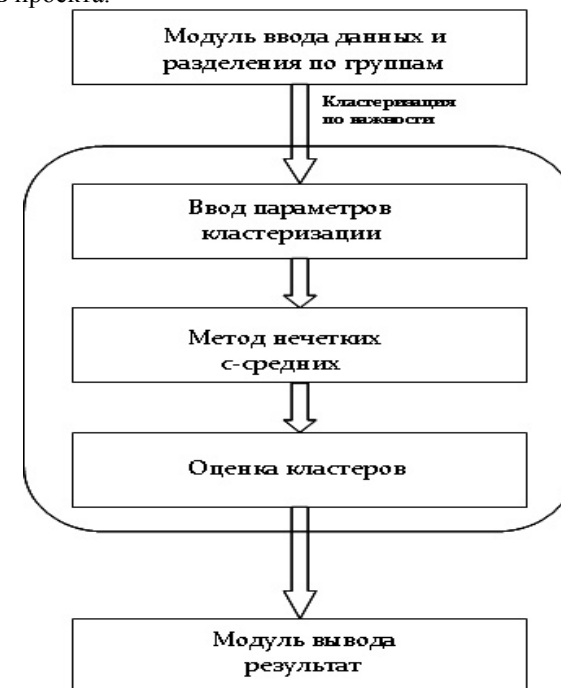 проекта.
Модуль ввода данных и
разделения по группам
Кластеризация
по важности
Ввод параметров
кластеризации
Метод нечетких
с-средних
Оценка кластеров
Модуль вывода
результат